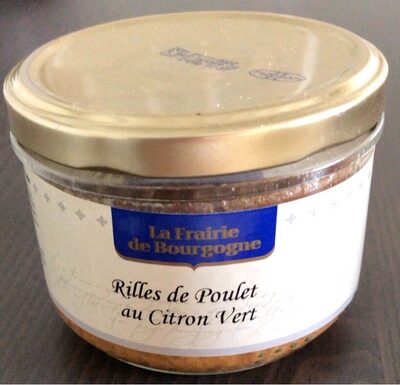 La Frairie
de Bourgogne
Rilles de Poulet
au Citron Vert